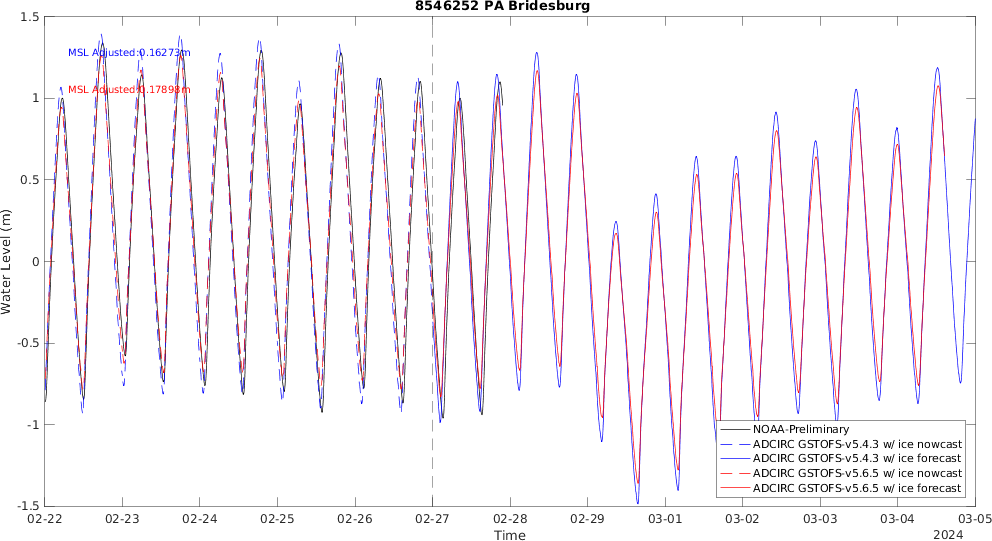 8546252 PA Bridesburg
1.5
MSL Adjusted:0.16273m
MSL Adjusted:0.17898m
1
0.5
0
-0.5
-1
-1.5
Water Level (m)
NOAA-Preliminary
ADCIRC GSTOFS-v5.4.3 w/ ice nowcast
ADCIRC GSTOFS-v5.4.3 w/ ice forecast
ADCIRC GSTOFS-v5.6.5 w/ ice nowcast
ADCIRC GSTOFS-v5.6.5 w/ ice forecast
02-22 02-23 02-24 02-25 02-26 02-27 02-28 02-29 03-01 03-02 03-03 03-04 03-05
Time
2024